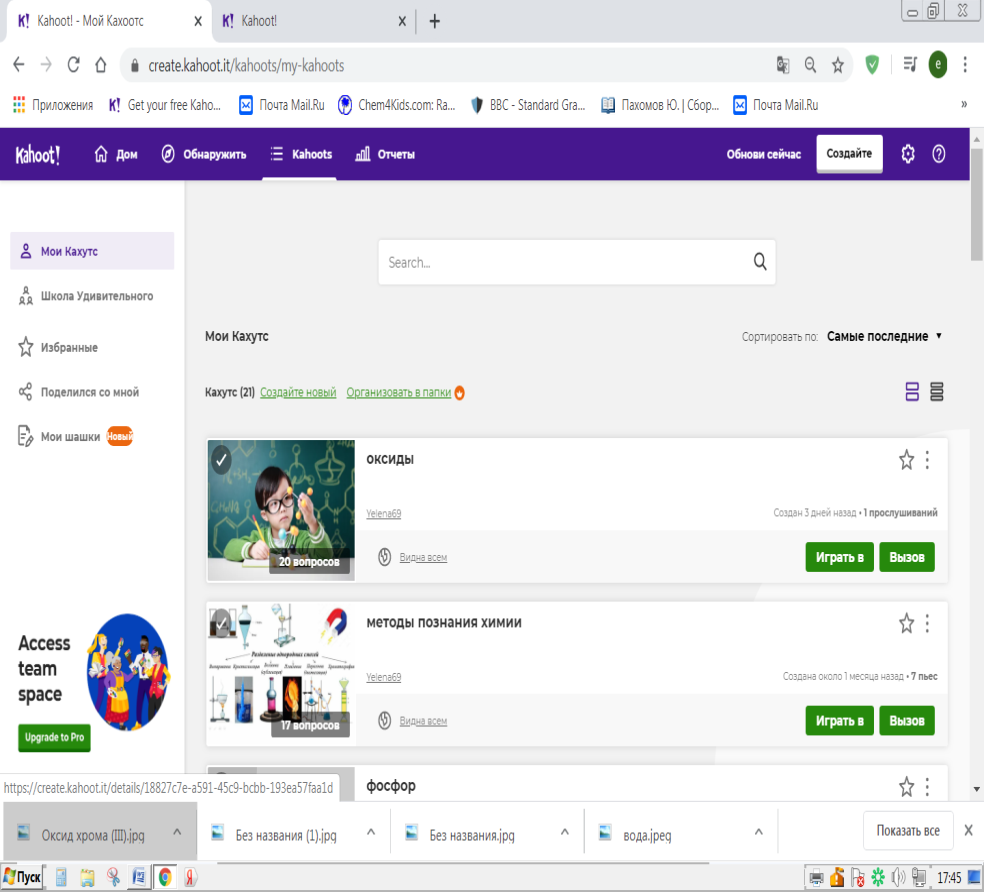 Kahoot! - Мой Кахоотс
Kahoot!
create.kahoot.it/kahoots/my-kahoots
e
Приложения
Get your free Kaho...
Почта Mail.Ru
Chem4Kids.com: Ra...
BBC - Standard Gra...
Пахомов Ю. | Сбор...
Почта Mail.Ru
»
Kahoot!
Дом
Обнаружить
Kahoots
Отчеты
Обнови сейчас
Создайте
Мои Кахутс
Школа Удивительного
Избранные
Поделился со мной
Мои шашки Новый
Access
team
space
Upgrade to Pro
Search...
Мои Кахутс
Сортировать по: Самые последние
Кахутс (21) Создайте новый Организовать в папки
оксиды
Yelena69
Создан 3 дней назад • 1 прослушиваний
20 вопросов
Видна всем
Играть в
Вызов
методы познания химии
Разделение однородных смесей
Yelena69
Создана около 1 месяца назад • 7 пьес
17 вопросов
Видна всем
Играть в
Вызов
фосфор
https://create.kahoot.it/details/18827c7e-a591-45c9-bcbb-193ea57faa1d
Оксид хрома (III).jpg
Без названия (1).jpg
Без названия.jpg
вода.jpeg
Показать все
Пуск
17:45